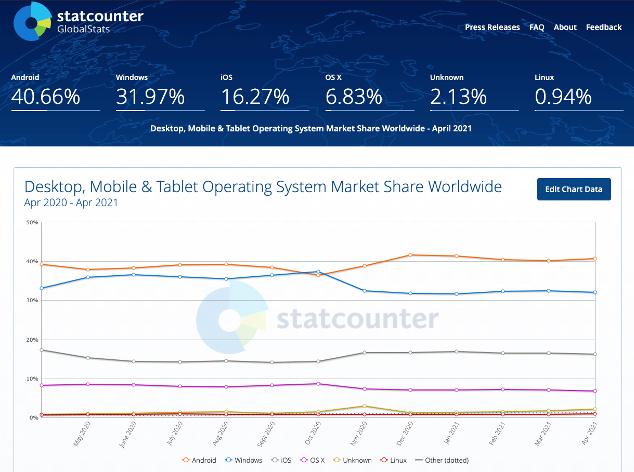 statcounter
GlobalStats
Press Releases FAQ About Feedback
Android Windows iOS OS X Unknown Linux
40.66% 31.97% 16.27% 6.83% 2.13% 0.94%
Desktop, Mobile & Tablet Operating System Market Share Worldwide - April 2021
Desktop, Mobile & Tablet Operating System Market Share Worldwide
Apr 2020 - Apr 2021
Edit Chart Data
50%
40%
30%
20%
10%
0%
statcounter
May 2020 June 2020 July 2020 Aug 2020 Sept 2020 Oct 2020 Nov 2020 Dec 2020 Jan 2021 Feb 2021 Mar 2021 Apr 2021
Android Windows iOS OS X Unknown Linux Other (dotted)